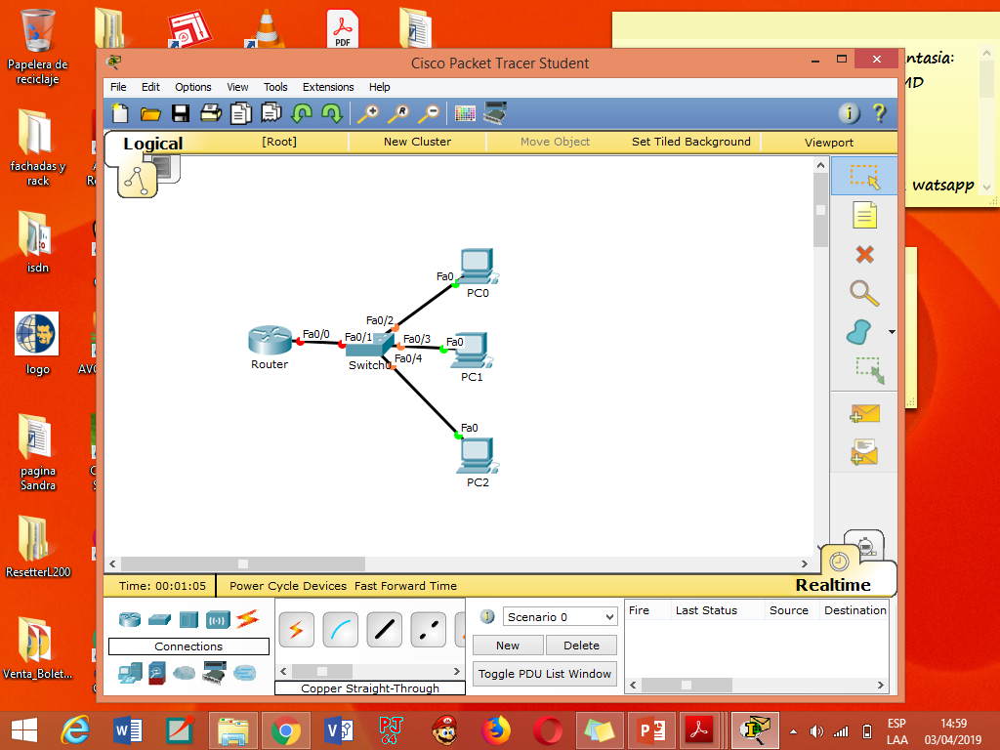 Papelera de
reciclaje
fachadas y
rack
isdn
logo
pagina
Sandra
ResetterL200
Venta_Bolet...
PDF
ntasia:
MD
watsapp
Cisco Packet Tracer Student
File Edit Options View Tools Extensions Help
Logical [Root] New Cluster Move Object Set Tiled Background Viewport
Fa0
PC0
Fa0/2
Fa0/0 Fa0/1 Fa0/3 Fa0
Fa0/4
Router Switch0 PC1
Fa0
PC2
Realtime
Time: 00:01:05 Power Cycle Devices Fast Forward Time
Connections
Copper Straight-Through
Scenario 0
New Delete
Toggle PDU List Window
Fire Last Status Source Destination
ESP
LAA
14:59
03/04/2019